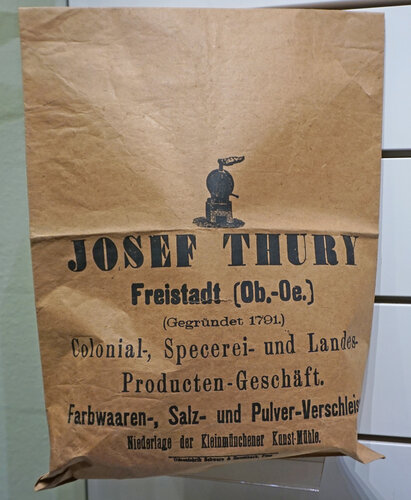 JOSEF THURY
Freistadt (Ob.-Oe.)
(Gegründet 1791.)
Colonial-, Specerei- und Landes-
Producten-Geschäft.
Farbwaaren-, Salz- und Pulver-Verschleis
Niederlage der Kleinmünchener Kunst-Mühle.